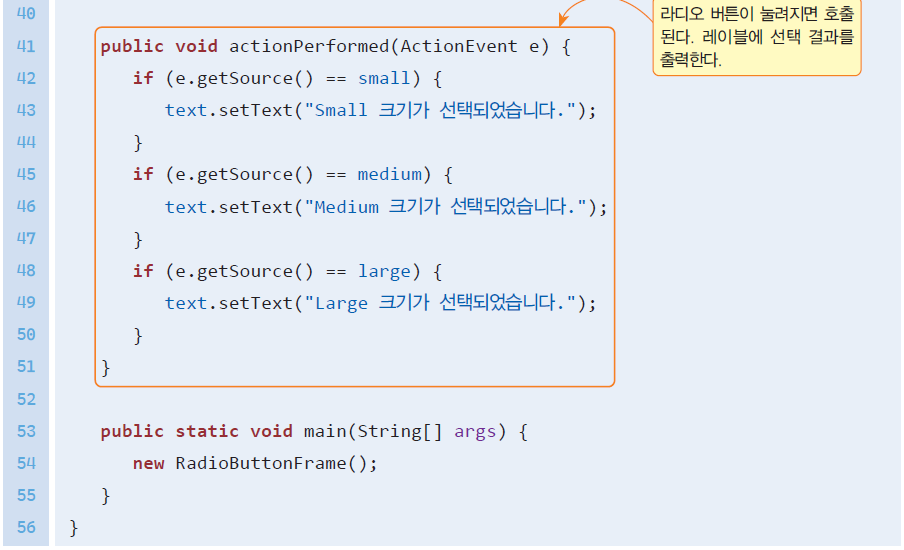 40
라디오 버튼이 눌려지면 호출
된다. 레이블에 선택 결과를
출력한다.
41 public void actionPerformed(ActionEvent e) {
42 if (e.getSource() == small) {
43 text.setText("Small 크기가 선택되었습니다.");
44 }
45 if (e.getSource() == medium) {
46 text.setText("Medium 크기가 선택되었습니다.");
47 }
48 if (e.getSource() == large) {
49 text.setText("Large 크기가 선택되었습니다.");
50 }
51 }
52
53 public static void main(String[] args) {
54 new RadioButtonFrame();
55 }
56 }